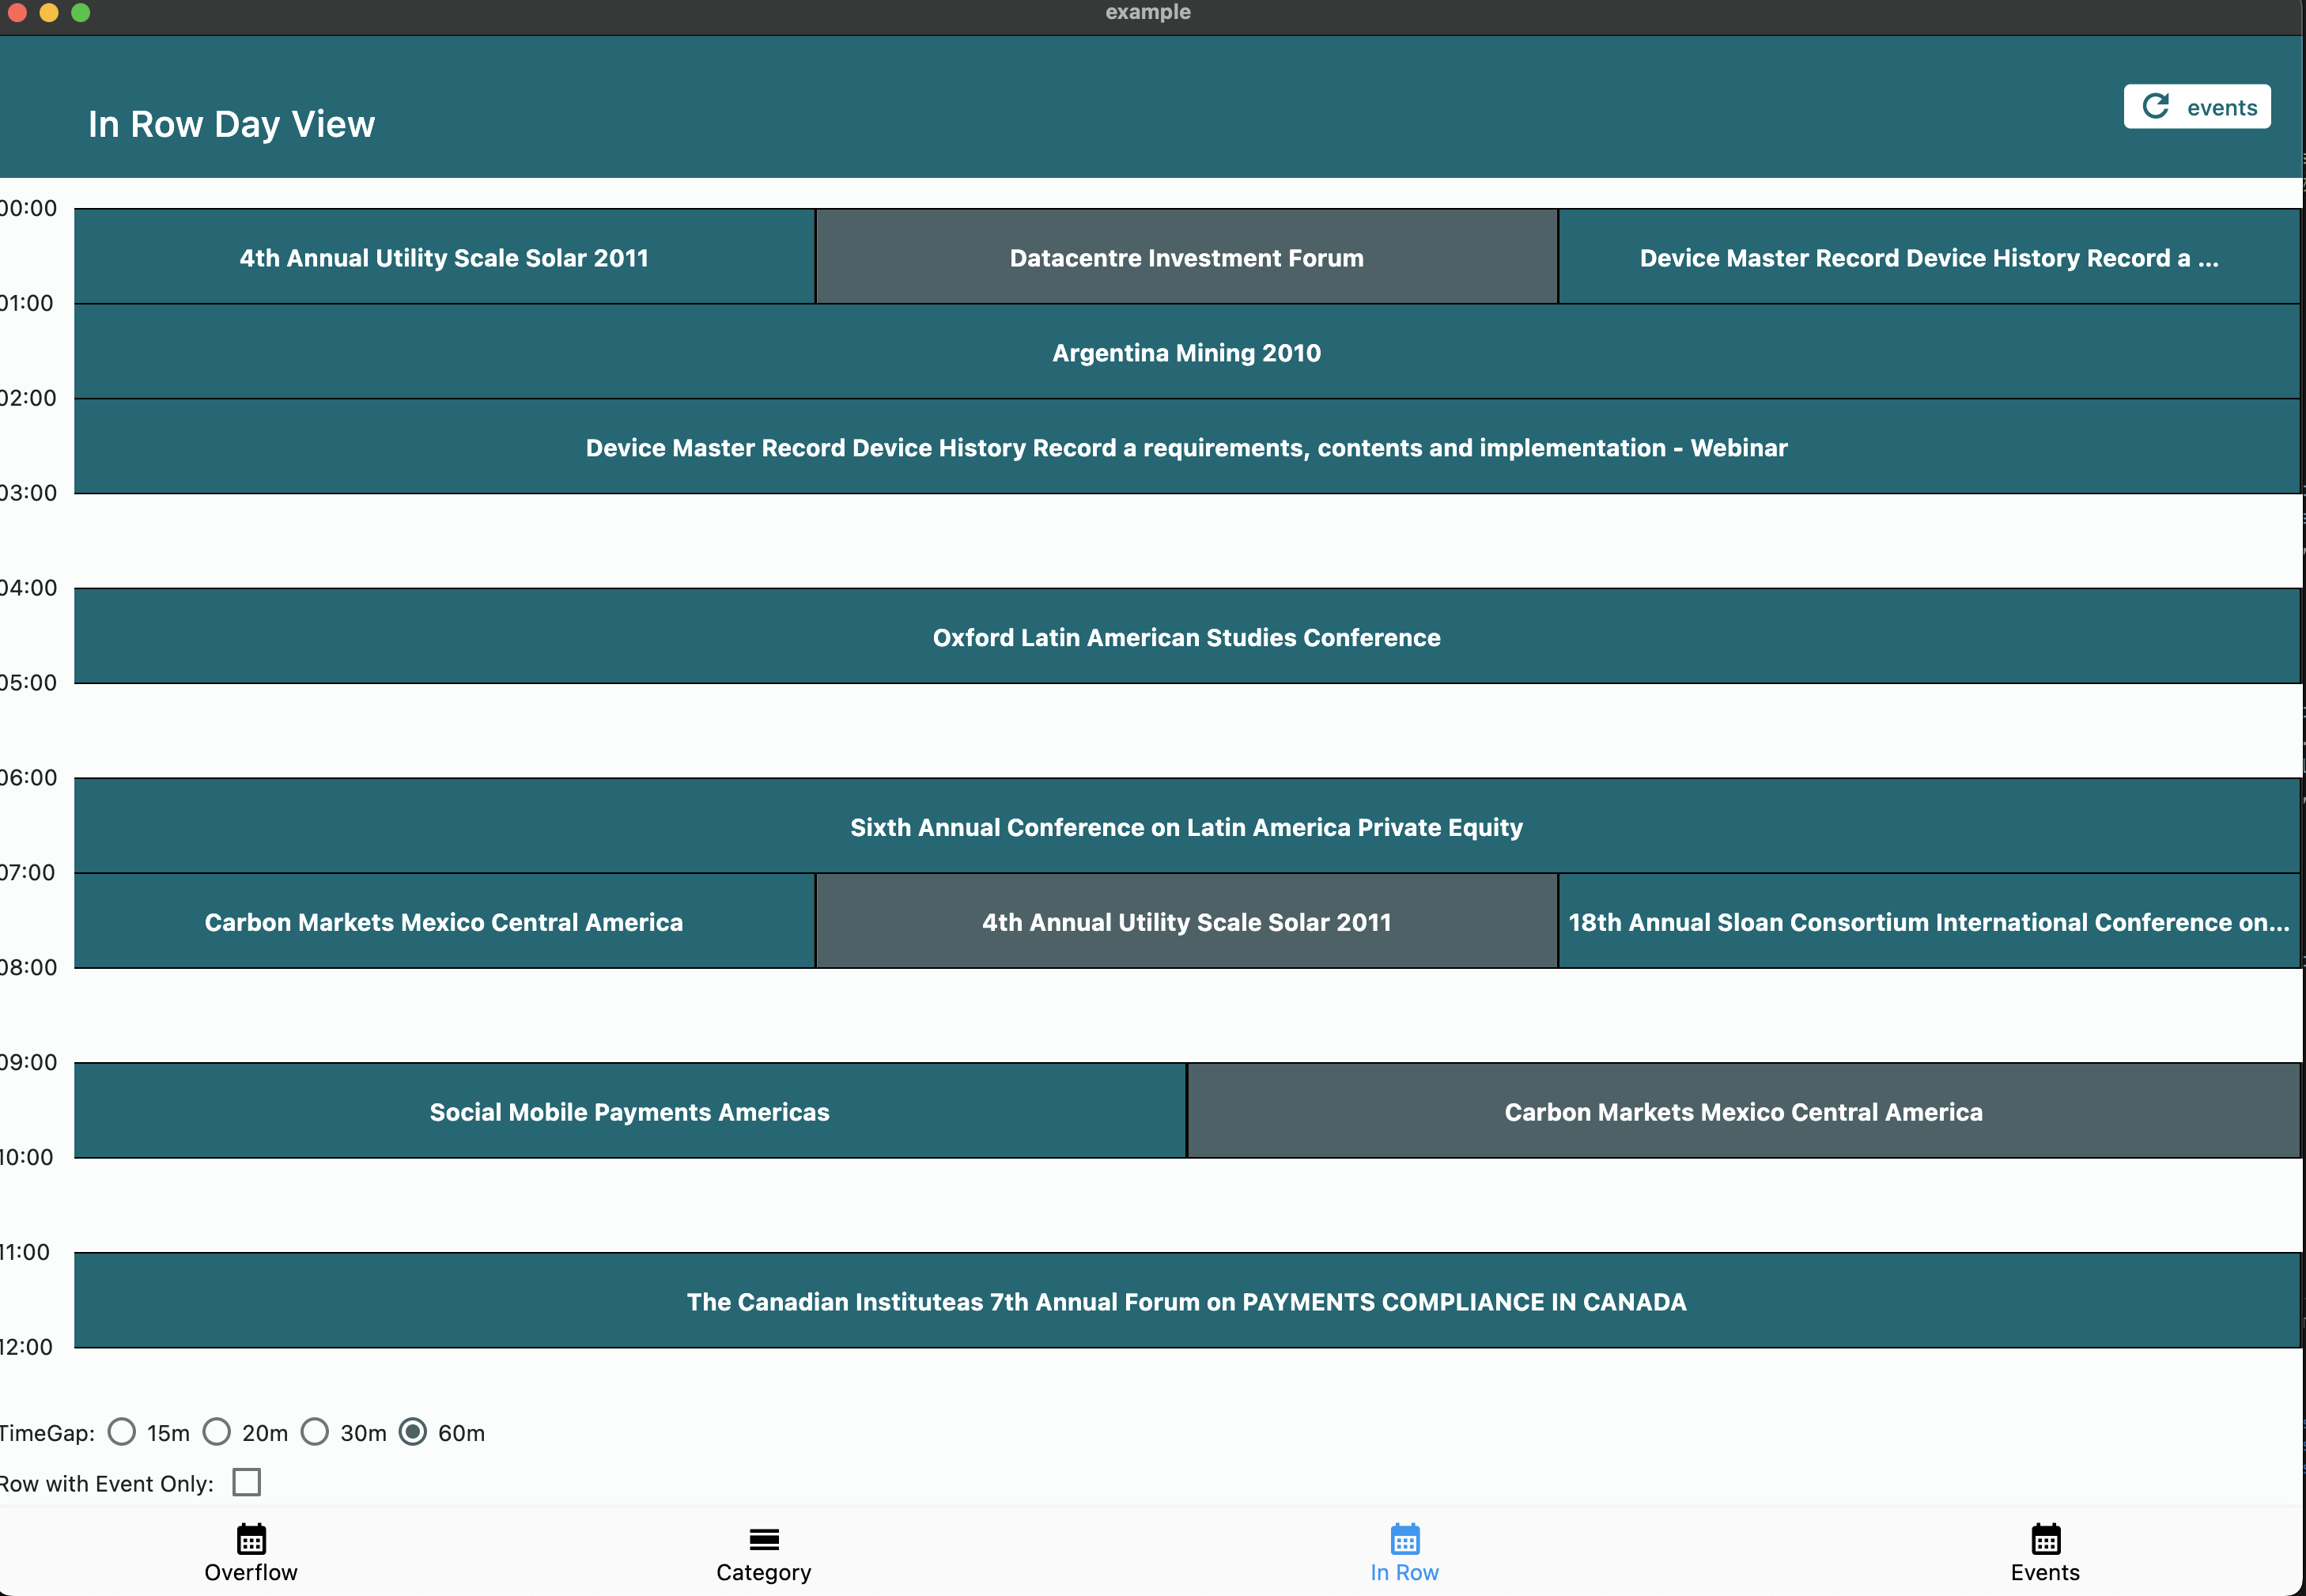 example
In Row Day View
events
00:00
4th Annual Utility Scale Solar 2011
Datacentre Investment Forum
Device Master Record Device History Record a ...
01:00
Argentina Mining 2010
02:00
Device Master Record Device History Record a requirements, contents and implementation - Webinar
03:00
04:00
Oxford Latin American Studies Conference
05:00
06:00
Sixth Annual Conference on Latin America Private Equity
07:00
Carbon Markets Mexico Central America
4th Annual Utility Scale Solar 2011
18th Annual Sloan Consortium International Conference on...
08:00
09:00
Social Mobile Payments Americas
Carbon Markets Mexico Central America
10:00
11:00
The Canadian Instituteas 7th Annual Forum on PAYMENTS COMPLIANCE IN CANADA
12:00
TimeGap: 15m 20m 30m 60m
Row with Event Only:
Overflow
Category
In Row
Events